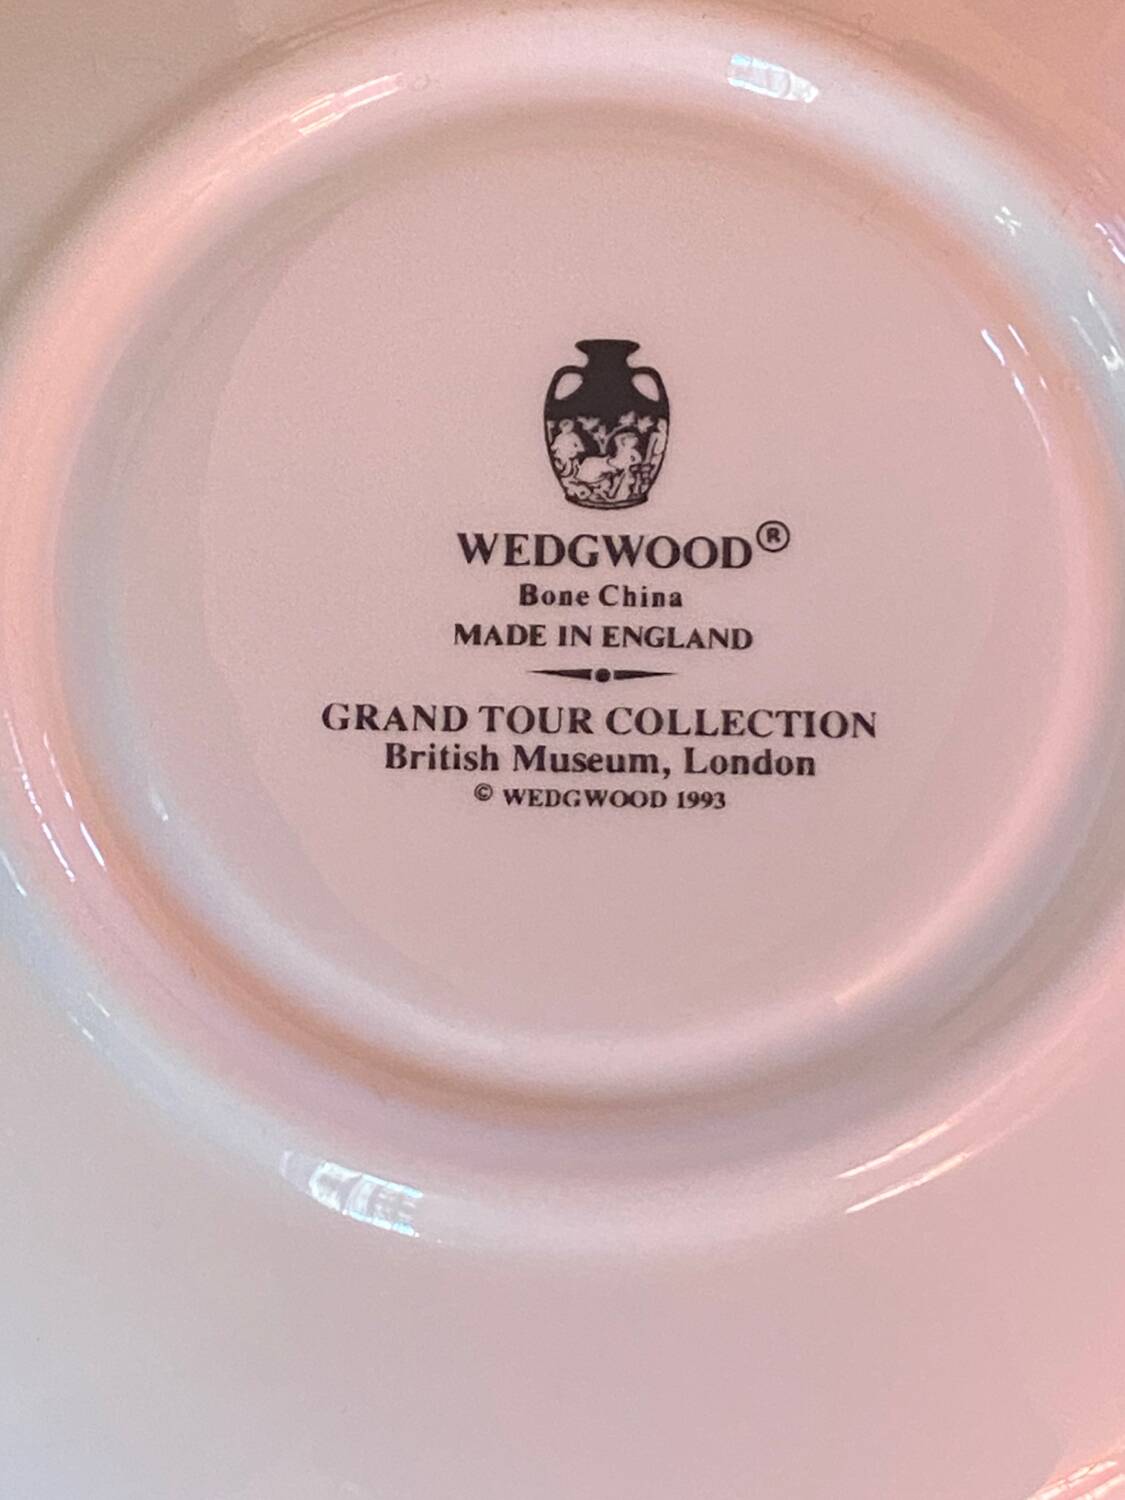 WEDGWOOD®
Bone China
MADE IN ENGLAND
GRAND TOUR COLLECTION
British Museum, London
© WEDGWOOD 1993